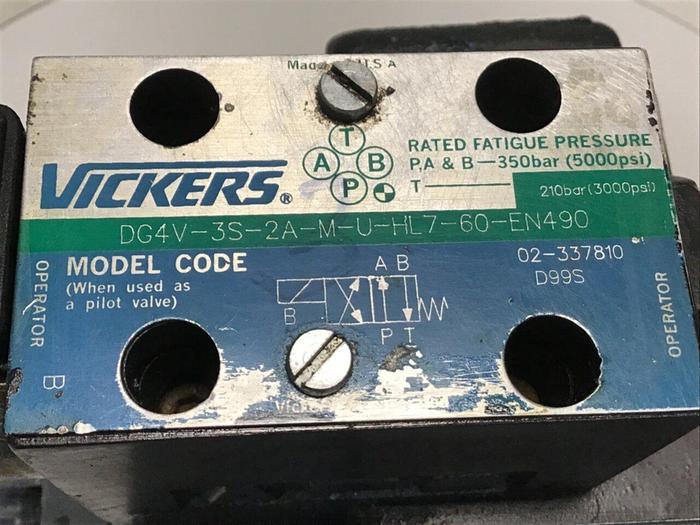 Made U.S.A
T
A B
P
VICKERS®
RATED FATIGUE PRESSURE
P,A & B—350bar (5000psi)
T— 210bar(3000psi)
DG4V-3S-2A-M-U-HL7-60-EN490
MODEL CODE
(When used as
a pilot valve)
02-337810
D99S
OPERATOR B
A B
B
P T
OPERATOR